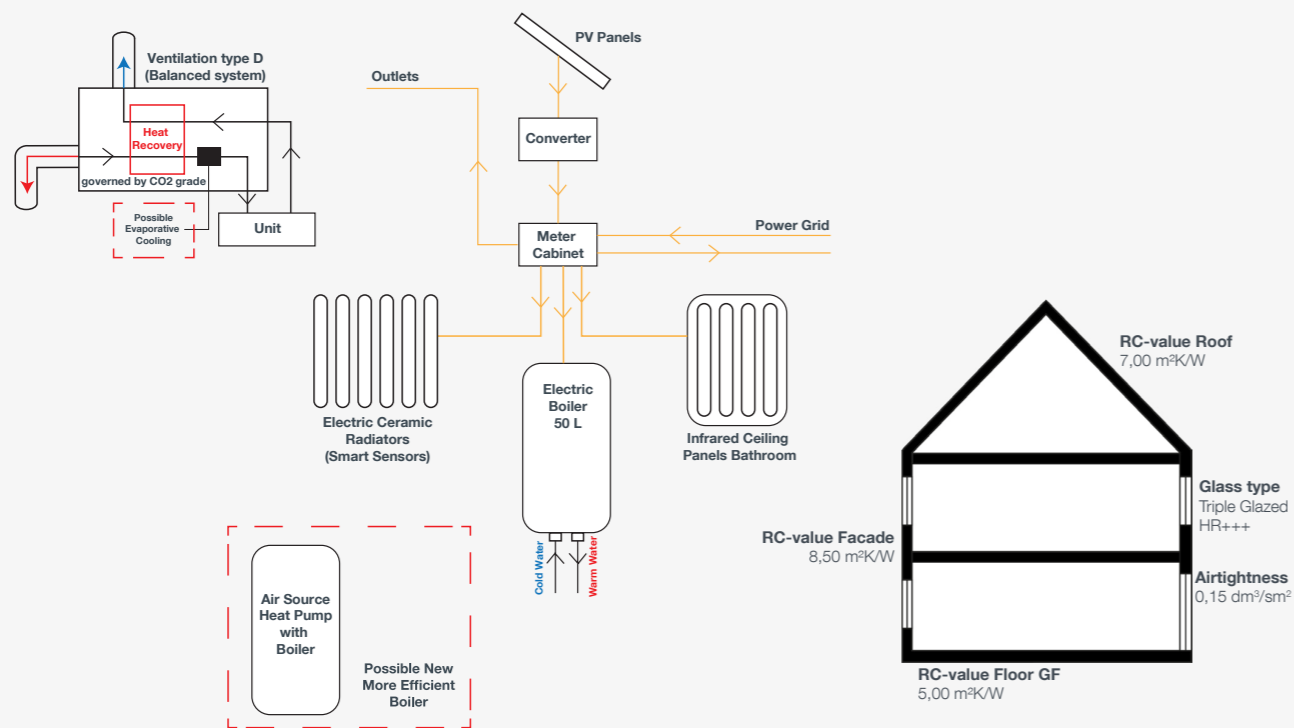 Ventilation type D
(Balanced system)
Heat
Recovery
governed by CO2 grade
Possible
Evaporative
Cooling
Unit
PV Panels
Outlets
Converter
Meter
Cabinet
Power Grid
Electric Ceramic
Radiators
(Smart Sensors)
Electric
Boiler
50 L
Cold Water
Warm Water
Infrared Ceiling
Panels Bathroom
Air Source
Heat Pump
with
Boiler
Possible New
More Efficient
Boiler
RC-value Roof
7,00 m²K/W
Glass type
Triple Glazed
HR+++
RC-value Facade
8,50 m²K/W
Airtightness
0,15 dm³/sm²
RC-value Floor GF
5,00 m²K/W